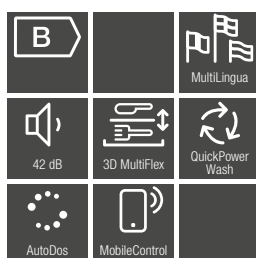 B
MultiLingua
42 dB
3D MultiFlex
QuickPower
Wash
AutoDos
MobileControl